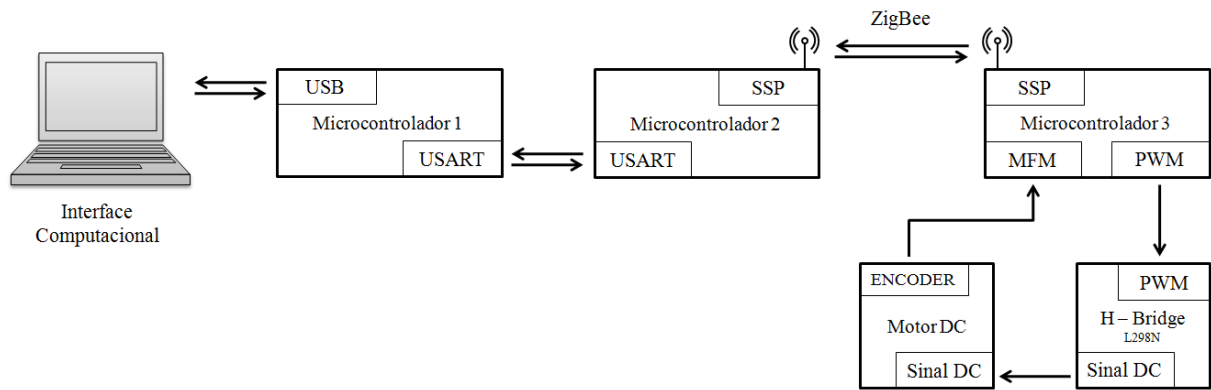 ZigBee
USB
Microcontrolador 1
USART
SSP
Microcontrolador 2
USART
SSP
Microcontrolador 3
MFM
PWM
Interface
Computacional
ENCODER
Motor DC
Sinal DC
PWM
H – Bridge
L298N
Sinal DC